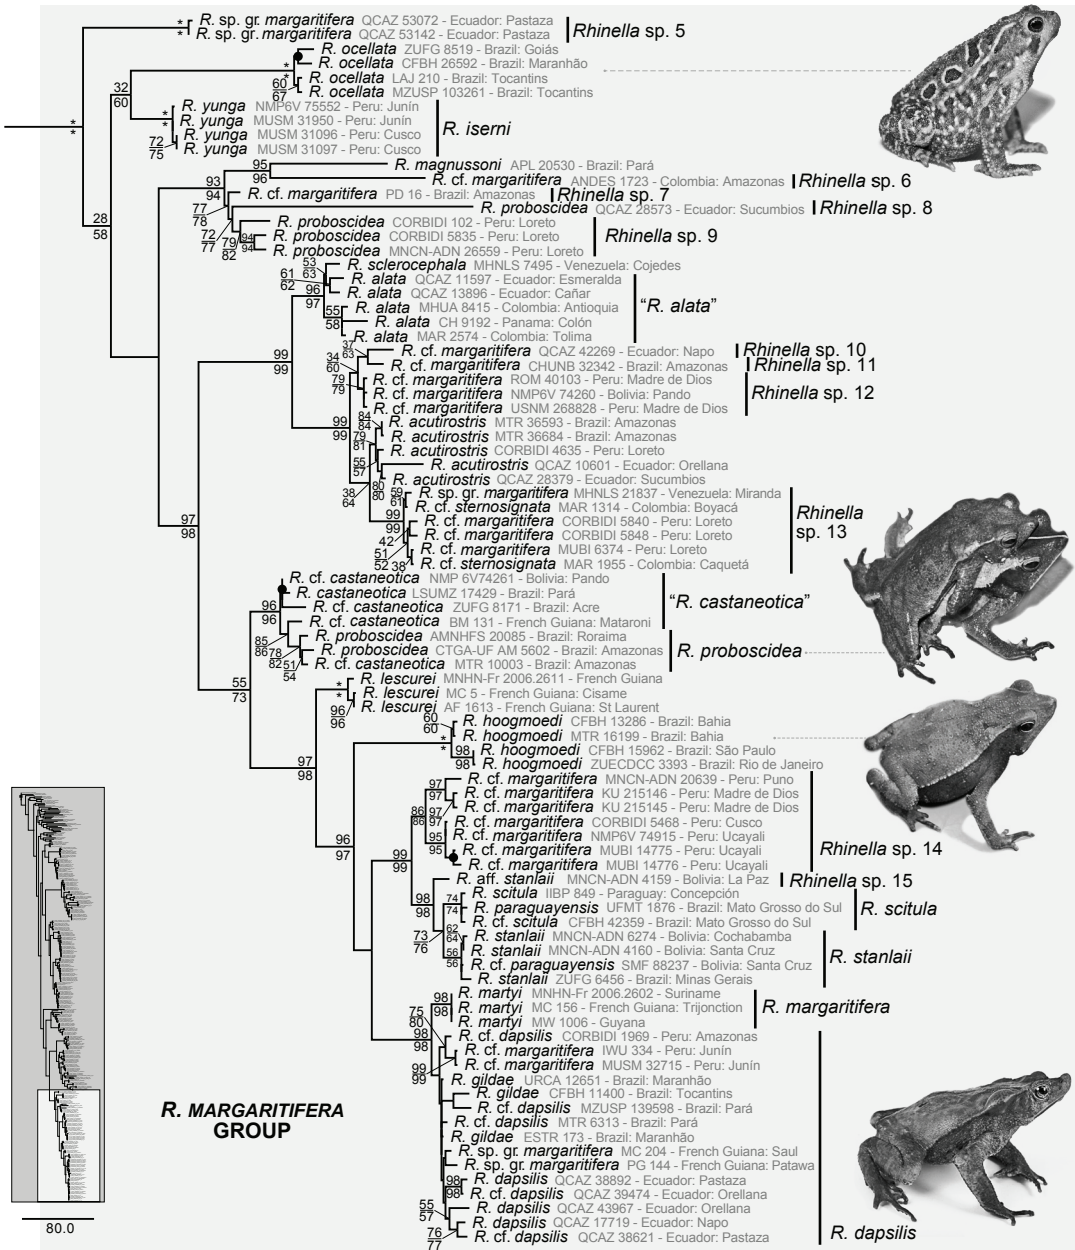 R. sp. gr. margaritifera QCAZ 53072 - Ecuador: Pastaza
R. sp. gr. margaritifera QCAZ 53142 - Ecuador: Pastaza
Rhinella sp. 5
R. ocellata ZUFG 8519 - Brazil: Goiás
R. ocellata CFBH 26592 - Brazil: Maranhão
R. ocellata LAJ 210 - Brazil: Tocantins
R. ocellata MZUSP 103261 - Brazil: Tocantins
R. yunga NMP6V 75552 - Peru: Junín
R. yunga MUSM 31950 - Peru: Junín
R. yunga MUSM 31096 - Peru: Cusco
R. yunga MUSM 31097 - Peru: Cusco
R. iserni
R. magnussoni APL 20530 - Brazil: Pará
R. cf. margaritifera ANDES 1723 - Colombia: Amazonas
Rhinella sp. 6
R. cf. margaritifera PD 16 - Brazil: Amazonas
Rhinella sp. 7
R. proboscidea QCAZ 28573 - Ecuador: Sucumbios
Rhinella sp. 8
R. proboscidea CORBIDI 102 - Peru: Loreto
R. proboscidea CORBIDI 5835 - Peru: Loreto
R. proboscidea MNCN-ADN 26559 - Peru: Loreto
Rhinella sp. 9
R. sclerocephala MHNLS 7495 - Venezuela: Cojedes
R. alata QCAZ 11597 - Ecuador: Esmeralda
R. alata QCAZ 13896 - Ecuador: Cañar
R. alata MHUA 8415 - Colombia: Antioquia
R. alata CH 9192 - Panama: Colón
R. alata MAR 2574 - Colombia: Tolima
“R. alata”
R. cf. margaritifera QCAZ 42269 - Ecuador: Napo
Rhinella sp. 10
R. cf. margaritifera CHUNB 32342 - Brazil: Amazonas
Rhinella sp. 11
R. cf. margaritifera ROM 40103 - Peru: Madre de Dios
R. cf. margaritifera NMP6V 74260 - Bolivia: Pando
R. cf. margaritifera USNM 268828 - Peru: Madre de Dios
Rhinella sp. 12
R. acutirostris MTR 36593 - Brazil: Amazonas
R. acutirostris MTR 36684 - Brazil: Amazonas
R. acutirostris CORBIDI 4635 - Peru: Loreto
R. acutirostris QCAZ 10601 - Ecuador: Orellana
R. acutirostris QCAZ 28379 - Ecuador: Sucumbios
R. sp. gr. margaritifera MHNLS 21837 - Venezuela: Miranda
R. cf. sternosignata MAR 1314 - Colombia: Boyacá
R. cf. margaritifera CORBIDI 5840 - Peru: Loreto
R. cf. margaritifera CORBIDI 5848 - Peru: Loreto
R. cf. margaritifera MUBI 6374 - Peru: Loreto
R. cf. sternosignata MAR 1955 - Colombia: Caquetá
Rhinella
sp. 13
R. cf. castaneotica NMP 6V74261 - Bolivia: Pando
R. castaneotica LSUMZ 17429 - Brazil: Pará
R. cf. castaneotica ZUFG 8171 - Brazil: Acre
R. cf. castaneotica BM 131 - French Guiana: Mataroni
“R. castaneotica”
R. proboscidea AMNHFS 20085 - Brazil: Roraima
R. proboscidea CTGA-UF AM 5602 - Brazil: Amazonas
R. cf. castaneotica MTR 10003 - Brazil: Amazonas
R. proboscidea
R. lescurei MNHN-Fr 2006.2611 - French Guiana
R. lescurei MC 5 - French Guiana: Cisame
R. lescurei AF 1613 - French Guiana: St Laurent
R. hoogmoedi CFBH 13286 - Brazil: Bahia
R. hoogmoedi MTR 16199 - Brazil: Bahia
R. hoogmoedi CFBH 15962 - Brazil: São Paulo
R. hoogmoedi ZUECDCC 3393 - Brazil: Rio de Janeiro
R. cf. margaritifera MNCN-ADN 20639 - Peru: Puno
R. cf. margaritifera KU 215146 - Peru: Madre de Dios
R. cf. margaritifera KU 215145 - Peru: Madre de Dios
R. cf. margaritifera CORBIDI 5468 - Peru: Cusco
R. cf. margaritifera NMP6V 74915 - Peru: Ucayali
R. cf. margaritifera MUBI 14775 - Peru: Ucayali
R. cf. margaritifera MUBI 14776 - Peru: Ucayali
Rhinella sp. 14
R. aff. stanlaii MNCN-ADN 4159 - Bolivia: La Paz
Rhinella sp. 15
R. scitula IIBP 849 - Paraguay: Concepción
R. paraguayensis UFMT 1876 - Brazil: Mato Grosso do Sul
R. cf. scitula CFBH 42359 - Brazil: Mato Grosso do Sul
R. scitula
R. stanlaii MNCN-ADN 6274 - Bolivia: Cochabamba
R. stanlaii MNCN-ADN 4160 - Bolivia: Santa Cruz
R. cf. paraguayensis SMF 88237 - Bolivia: Santa Cruz
R. stanlaii ZUFG 6456 - Brazil: Minas Gerais
R. stanlaii
R. martyi MNHN-Fr 2006.2602 - Suriname
R. martyi MC 156 - French Guiana: Trijonction
R. martyi MW 1006 - Guyana
R. margaritifera
R. cf. dapsilis CORBIDI 1969 - Peru: Amazonas
R. cf. margaritifera IWU 334 - Peru: Junín
R. cf. margaritifera MUSM 32715 - Peru: Junín
R. gildae URCA 12651 - Brazil: Maranhão
R. gildae CFBH 11400 - Brazil: Tocantins
R. cf. dapsilis MZUSP 139598 - Brazil: Pará
R. cf. dapsilis MTR 6313 - Brazil: Pará
R. gildae ESTR 173 - Brazil: Maranhão
R. sp. gr. margaritifera MC 204 - French Guiana: Saul
R. sp. gr. margaritifera PG 144 - French Guiana: Patawa
R. dapsilis QCAZ 38892 - Ecuador: Pastaza
R. cf. dapsilis QCAZ 39474 - Ecuador: Orellana
R. dapsilis QCAZ 43967 - Ecuador: Orellana
R. dapsilis QCAZ 17719 - Ecuador: Napo
R. cf. dapsilis QCAZ 38621 - Ecuador: Pastaza
R. dapsilis
R. MARGARITIFERA
GROUP
80.0